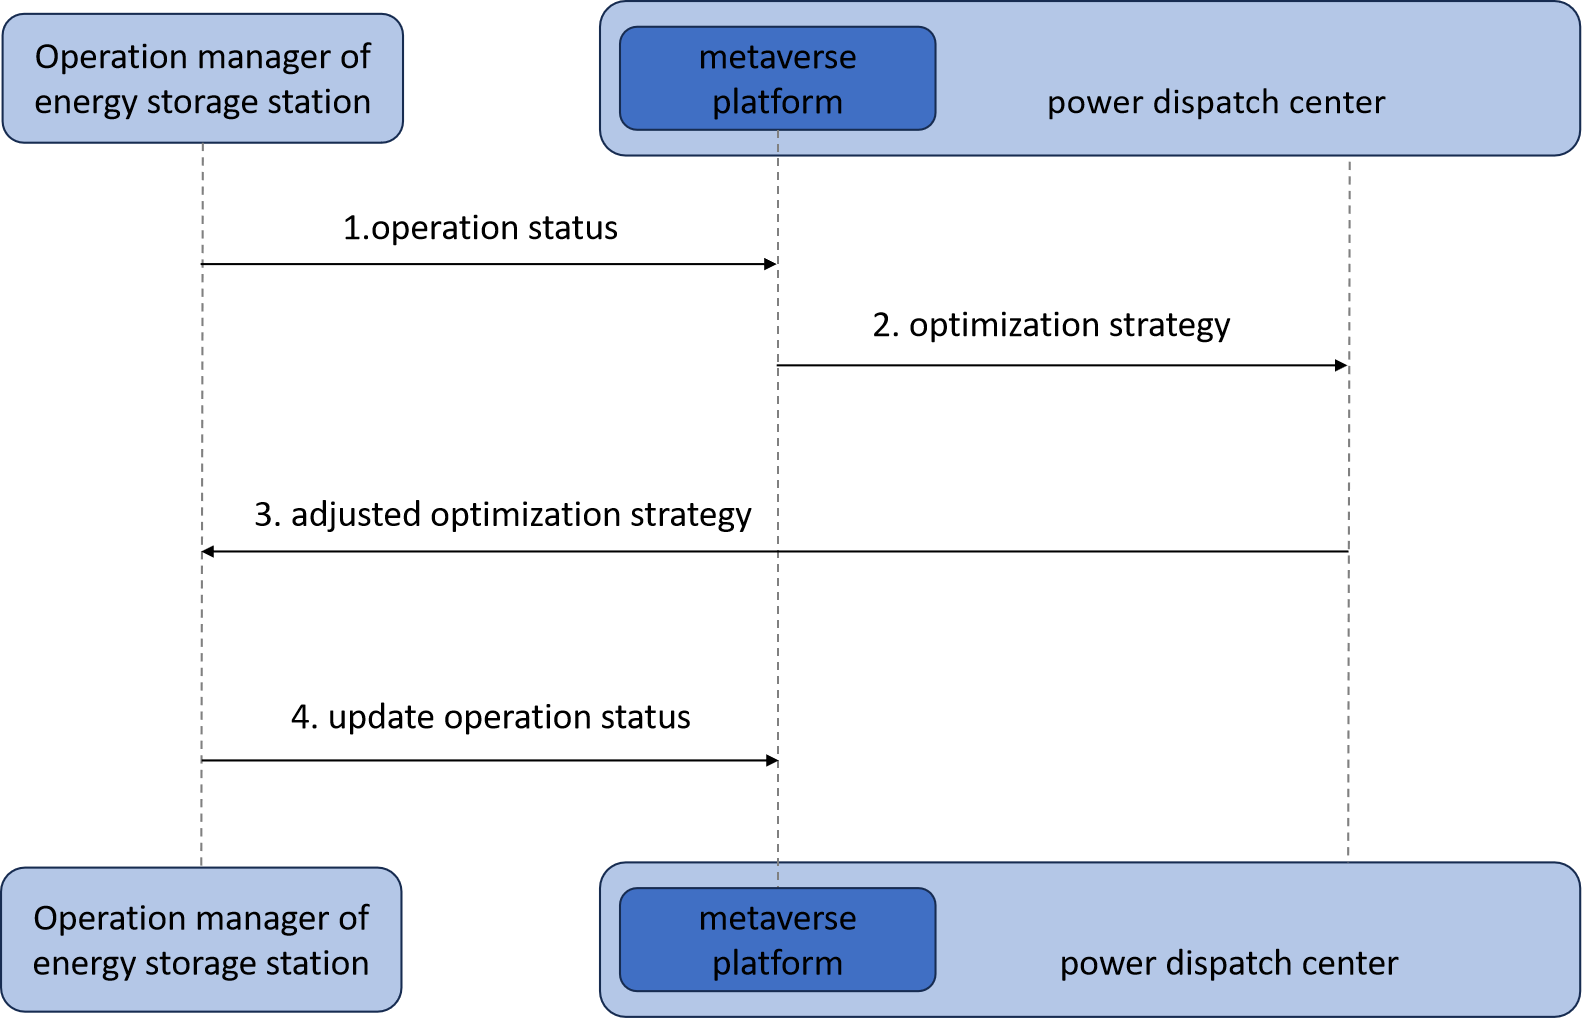 Operation manager of
energy storage station
metaverse
platform
power dispatch center
1.operation status
2. optimization strategy
3. adjusted optimization strategy
4. update operation status
Operation manager of
energy storage station
metaverse
platform
power dispatch center